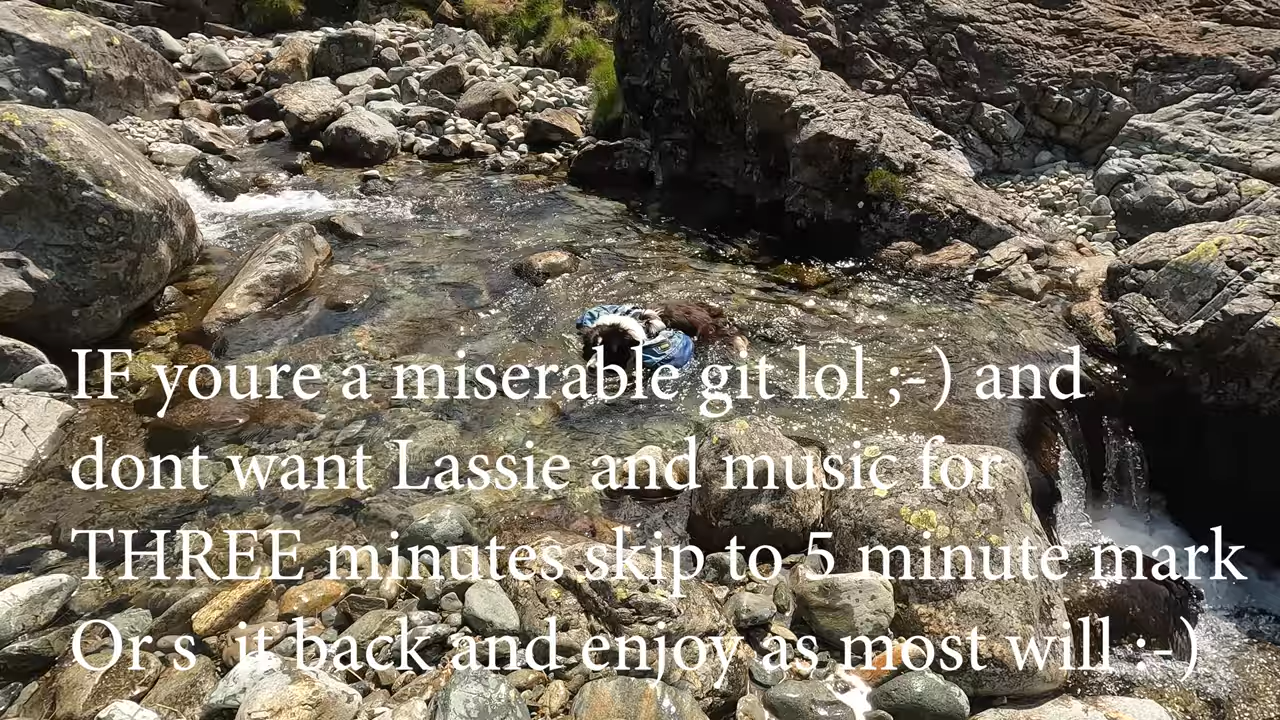 IF youre a miserable git lol ;-) and
dont want Lassie and music for
THREE minutes skip to 5 minute mark
Or s it back and enjoy as most will :-)